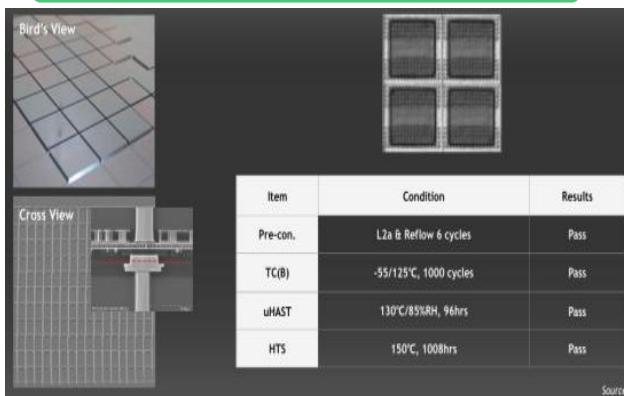 Bird's View
Cross View
Item Condition Results
Pre-con. L2a & Reflow 6 cycles Pass
TC(B) -55/125℃, 1000 cycles Pass
uHAST 130℃/85%RH, 96hrs Pass
HTS 150℃, 1008hrs Pass
Source